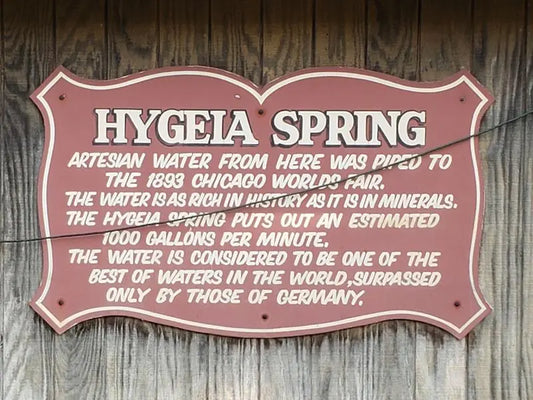 HYGEIA SPRING
ARTESIAN WATER FROM HERE WAS PIPED TO
THE 1893 CHICAGO WORLDS FAIR.
THE WATER IS AS RICH IN HISTORY AS IT IS IN MINERALS.
THE HYGEIA SPRING PUTS OUT AN ESTIMATED
1000 GALLONS PER MINUTE.
THE WATER IS CONSIDERED TO BE ONE OF THE
BEST OF WATERS IN THE WORLD, SURPASSED
ONLY BY THOSE OF GERMANY.